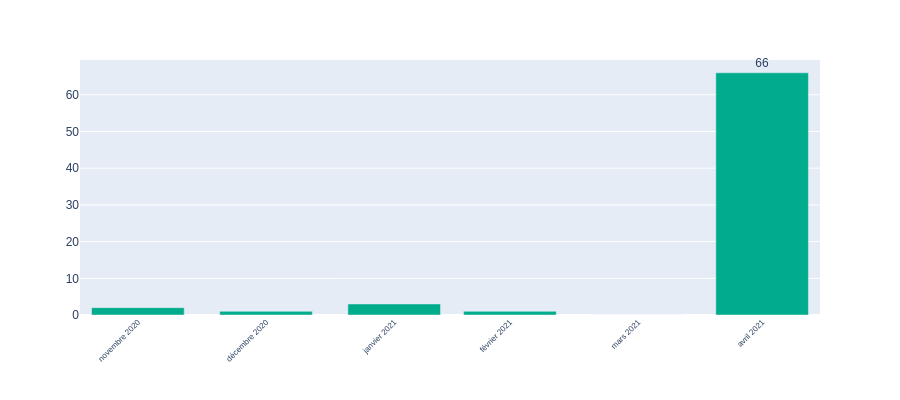 66
60
50
40
30
20
10
0
novembre 2020
décembre 2020
janvier 2021
février 2021
mars 2021
avril 2021